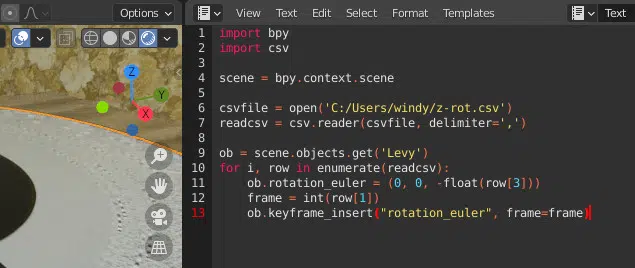 Options
View
Text
Edit
Select
Format
Templates
Text
Z
Y
X
1 import bpy
2 import csv
3
4 scene = bpy.context.scene
5
6 csvfile = open('C:/Users/windy/z-rot.csv')
7 readcsv = csv.reader(csvfile, delimiter=',')
8
9 ob = scene.objects.get('Levy')
10 for i, row in enumerate(readcsv):
11     ob.rotation_euler = (0, 0, -float(row[3]))
12     frame = int(row[1])
13     ob.keyframe_insert("rotation_euler", frame=frame)